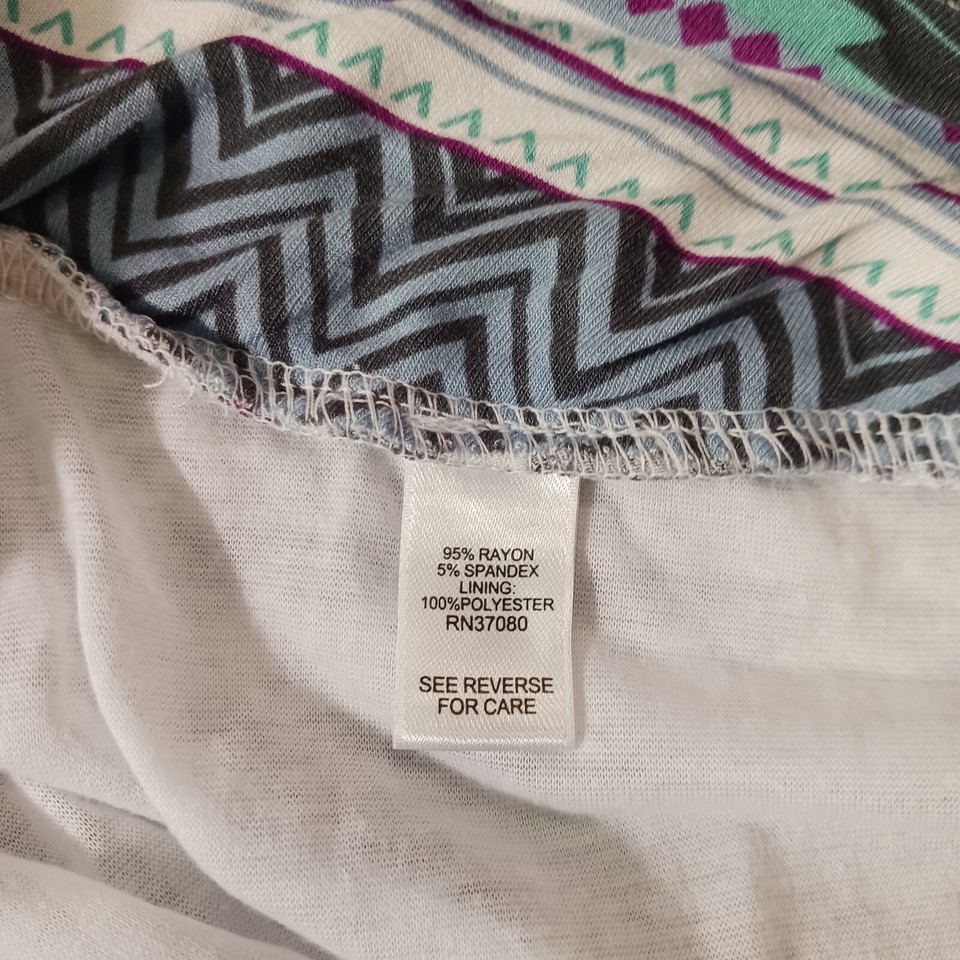 95% RAYON
5% SPANDEX
LINING:
100%POLYESTER
RN37080
SEE REVERSE
FOR CARE